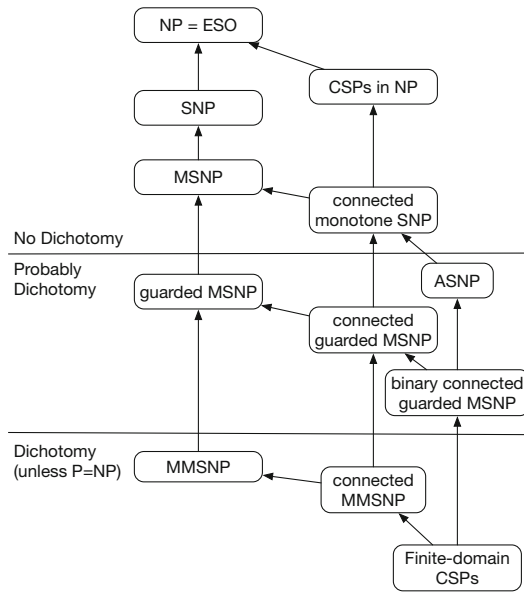 NP = ESO
CSPs in NP
SNP
MSNP
connected
monotone SNP
No Dichotomy
Probably
Dichotomy
ASNP
guarded MSNP
connected
guarded MSNP
binary connected
guarded MSNP
Dichotomy
(unless P=NP)
MMSNP
connected
MMSNP
Finite-domain
CSPs